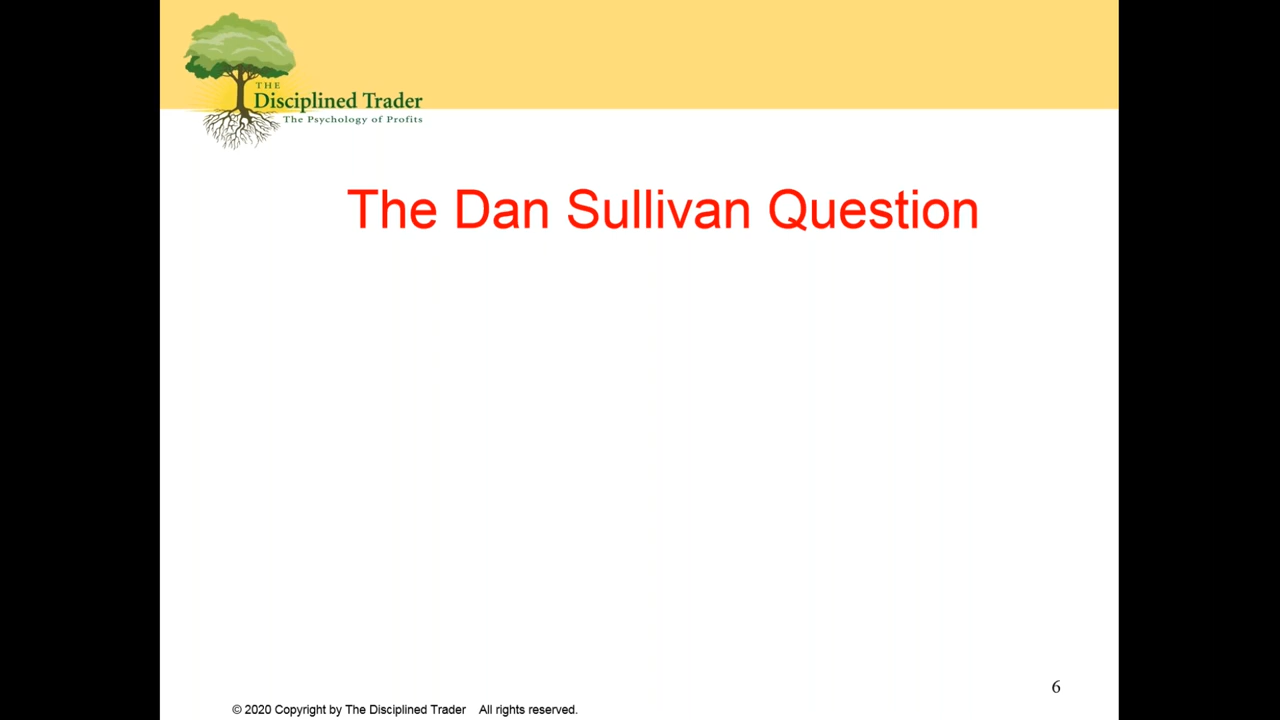 THE
Disciplined Trader
The Psychology of Profits
The Dan Sullivan Question
6
© 2020 Copyright by The Disciplined Trader All rights reserved.